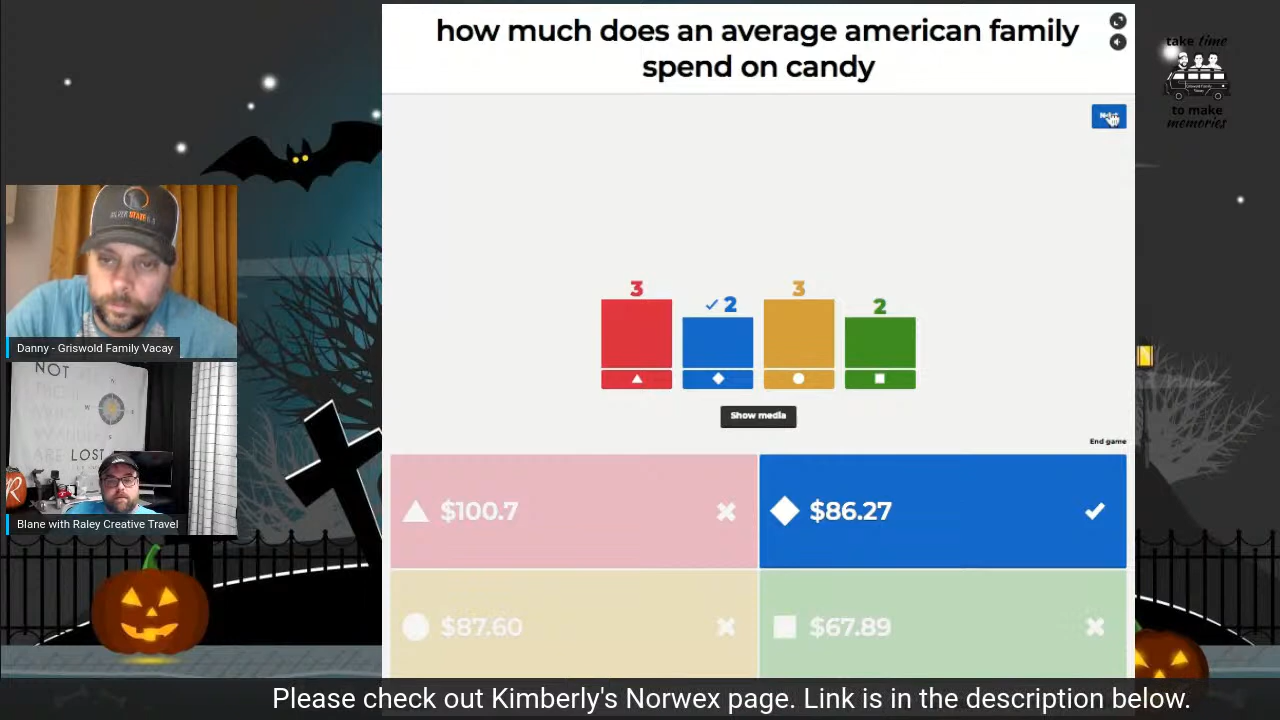 how much does an average american family
spend on candy
take time
to make
memories
3
2
3
2
Show media
End game
$100.7
$86.27
$87.60
$67.89
Danny - Griswold Family Vacay
NOT
ARE LOST
Blane with Raley Creative Travel
Please check out Kimberly's Norwex page. Link is in the description below.